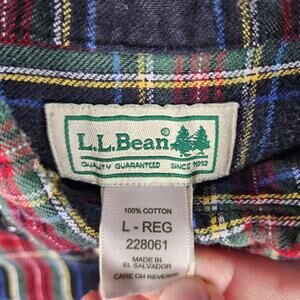 L.L.Bean®
QUALITY GUARANTEED SINCE 1912
100% COTTON
L - REG
228061
MADE IN
EL SALVADOR
CARE ON REVERSE